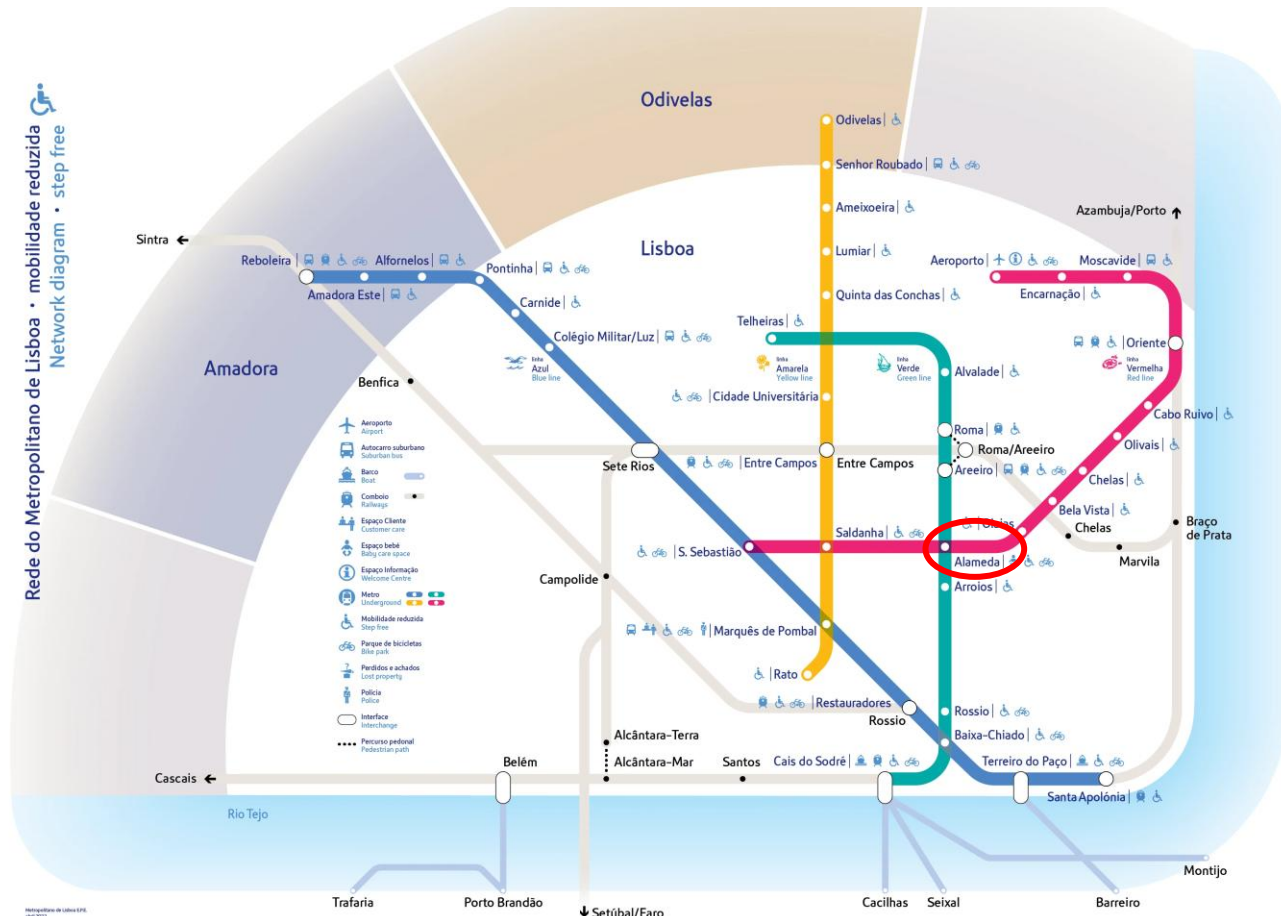 Rede do Metropolitano de Lisboa • mobilidade reduzida
Network diagram • step free
Odivelas
Lisboa
Amadora
Sintra
Azambuja/Porto
Odivelas
Senhor Roubado
Ameixoeira
Lumiar
Quinta das Conchas
Reboleira
Alfornelos
Pontinha
Amadora Este
Carnide
Colégio Militar/Luz
Aeroporto
Moscavide
Encarnação
Oriente
Telheiras
linha
Azul
Blue line
linha
Amarela
Yellow line
linha
Verde
Green line
linha
Vermelha
Red line
Alvalade
Benfica
Cidade Universitária
Cabo Ruivo
Roma
Olivais
Roma/Areeiro
Sete Rios
Entre Campos
Entre Campos
Areeiro
Chelas
Bela Vista
Saldanha
Chelas
Braço
de Prata
S. Sebastião
Alameda
Marvila
Campolide
Arroios
Marquês de Pombal
Rato
Restauradores
Rossio
Rossio
Baixa-Chiado
Alcântara-Terra
Alcântara-Mar
Santos
Cais do Sodré
Terreiro do Paço
Belém
Cascais
Santa Apolónia
Rio Tejo
Aeroporto
Airport
Autocarro suburbano
Suburban bus
Barco
Boat
Comboio
Railways
Espaço Cliente
Customer care
Espaço bebé
Baby care space
Espaço Informação
Welcome Centre
Metro
Underground
Mobilidade reduzida
Step free
Parque de bicicletas
Bike park
Perdidos e achados
Lost property
Polícia
Police
Interface
Interchange
Percurso pedonal
Pedestrian path
Montijo
Trafaria
Porto Brandão
Setúbal/Faro
Cacilhas
Seixal
Barreiro
Metropolitano de Lisboa E.P.E.